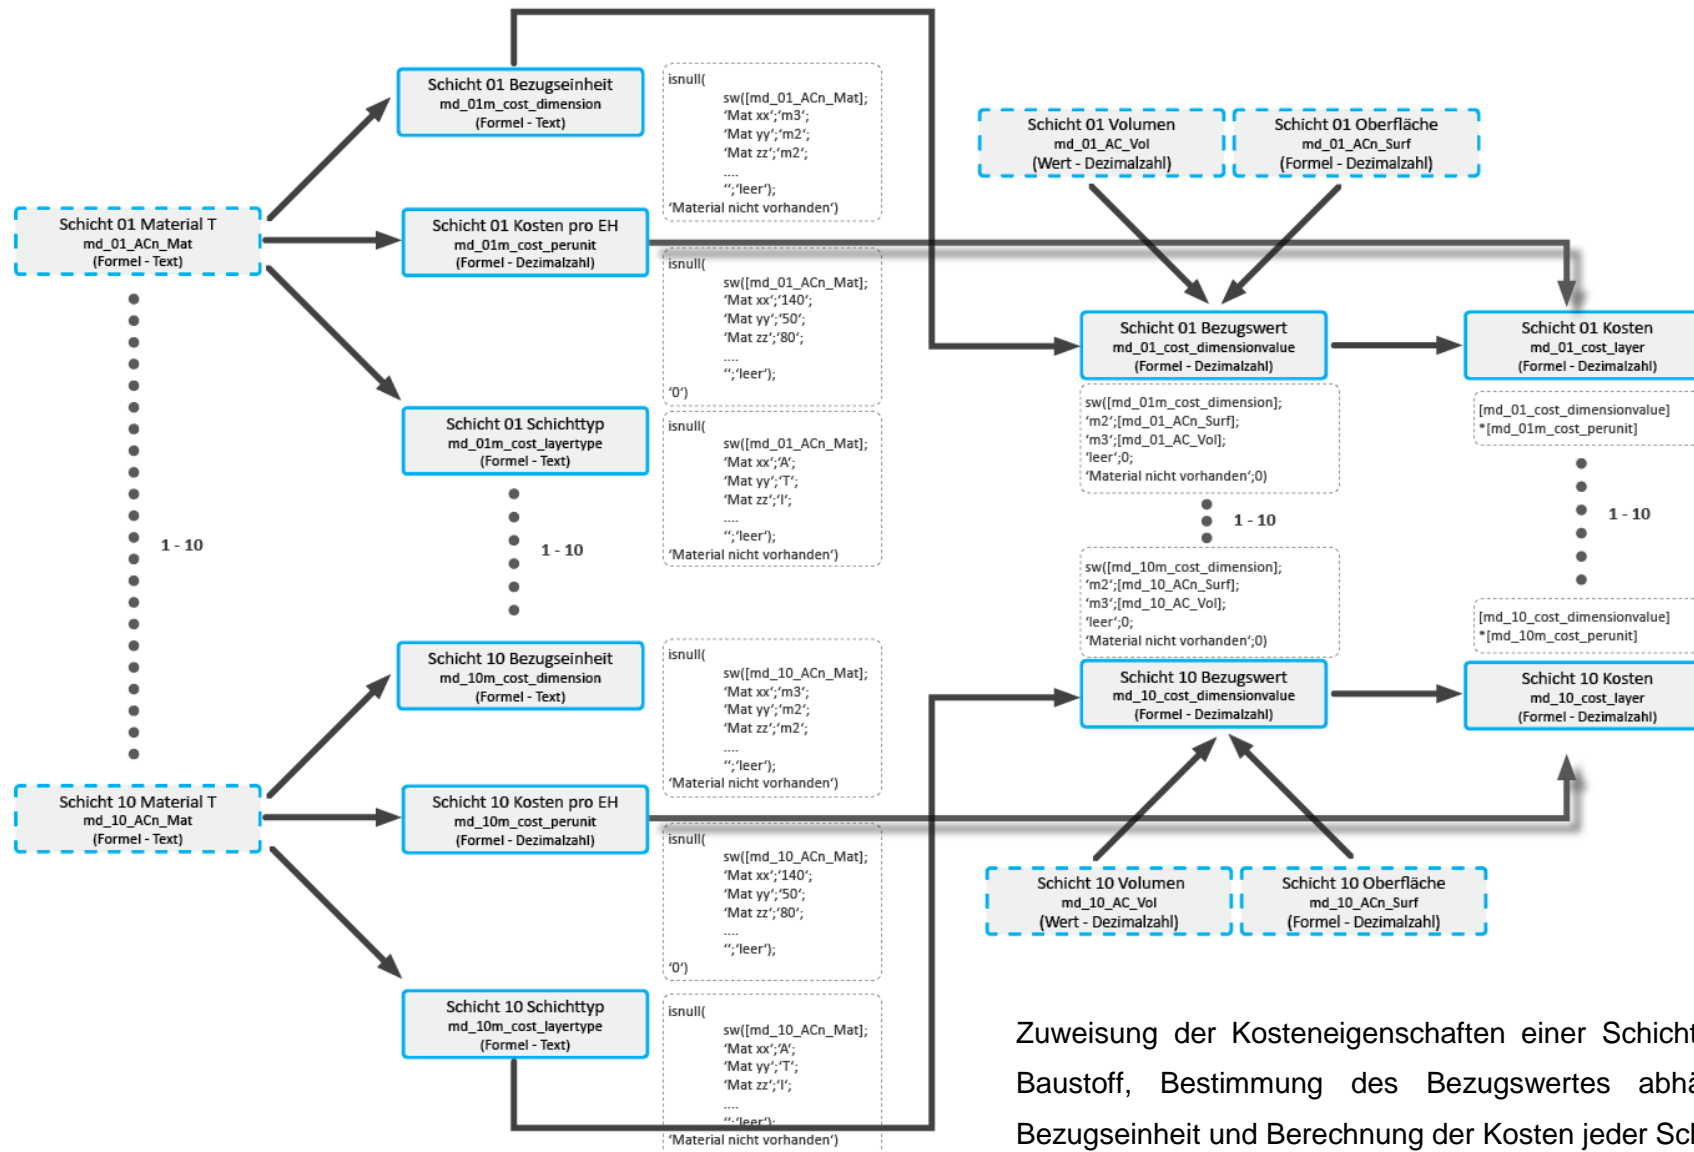 Schicht 01 Bezugseinheit
md_01m_cost_dimension
(Formel - Text)
isnull(
sw([md_01_ACn_Mat];
‘Mat xx‘;‘m3‘;
‘Mat yy‘;‘m2‘;
‘Mat zz‘;‘m2‘;
....
‘‘;‘leer‘);
‘Material nicht vorhanden‘)
Schicht 01 Volumen
md_01_AC_Vol
(Wert - Dezimalzahl)
Schicht 01 Oberfläche
md_01_ACn_Surf
(Formel - Dezimalzahl)
Schicht 01 Material T
md_01_ACn_Mat
(Formel - Text)
Schicht 01 Kosten pro EH
md_01m_cost_perunit
(Formel - Dezimalzahl)
isnull(
sw([md_01_ACn_Mat];
‘Mat xx‘;‘140‘;
‘Mat yy‘;‘50‘;
‘Mat zz‘;‘80‘;
....
‘‘;‘leer‘);
‘0‘)
Schicht 01 Bezugswert
md_01_cost_dimensionvalue
(Formel - Dezimalzahl)
Schicht 01 Kosten
md_01_cost_layer
(Formel - Dezimalzahl)
Schicht 01 Schichttyp
md_01m_cost_layertype
(Formel - Text)
isnull(
sw([md_01_ACn_Mat];
‘Mat xx‘;‘A‘;
‘Mat yy‘;‘T‘;
‘Mat zz‘;‘I‘;
....
‘‘;‘leer‘);
‘Material nicht vorhanden‘)
sw([md_01m_cost_dimension];
‘m2‘;[md_01_ACn_Surf];
‘m3‘;[md_01_AC_Vol];
‘leer‘;0;
‘Material nicht vorhanden‘;0)
[md_01_cost_dimensionvalue]
*[md_01m_cost_perunit]
1 - 10
1 - 10
1 - 10
1 - 10
sw([md_10m_cost_dimension];
‘m2‘;[md_10_ACn_Surf];
‘m3‘;[md_10_AC_Vol];
‘leer‘;0;
‘Material nicht vorhanden‘;0)
[md_10_cost_dimensionvalue]
*[md_10m_cost_perunit]
Schicht 10 Bezugseinheit
md_10m_cost_dimension
(Formel - Text)
isnull(
sw([md_10_ACn_Mat];
‘Mat xx‘;‘m3‘;
‘Mat yy‘;‘m2‘;
‘Mat zz‘;‘m2‘;
....
‘‘;‘leer‘);
‘Material nicht vorhanden‘)
Schicht 10 Bezugswert
md_10_cost_dimensionvalue
(Formel - Dezimalzahl)
Schicht 10 Kosten
md_10_cost_layer
(Formel - Dezimalzahl)
Schicht 10 Material T
md_10_ACn_Mat
(Formel - Text)
Schicht 10 Kosten pro EH
md_10m_cost_perunit
(Formel - Dezimalzahl)
isnull(
sw([md_10_ACn_Mat];
‘Mat xx‘;‘140‘;
‘Mat yy‘;‘50‘;
‘Mat zz‘;‘80‘;
....
‘‘;‘leer‘);
‘0‘)
Schicht 10 Volumen
md_10_AC_Vol
(Wert - Dezimalzahl)
Schicht 10 Oberfläche
md_10_ACn_Surf
(Formel - Dezimalzahl)
Schicht 10 Schichttyp
md_10m_cost_layertype
(Formel - Text)
isnull(
sw([md_10_ACn_Mat];
‘Mat xx‘;‘A‘;
‘Mat yy‘;‘T‘;
‘Mat zz‘;‘I‘;
....
‘‘;‘leer‘);
‘Material nicht vorhanden‘)
Zuweisung der Kosteneigenschaften einer Schicht
Baustoff, Bestimmung des Bezugswertes
Bezugseinheit und Berechnung der Kosten jeder